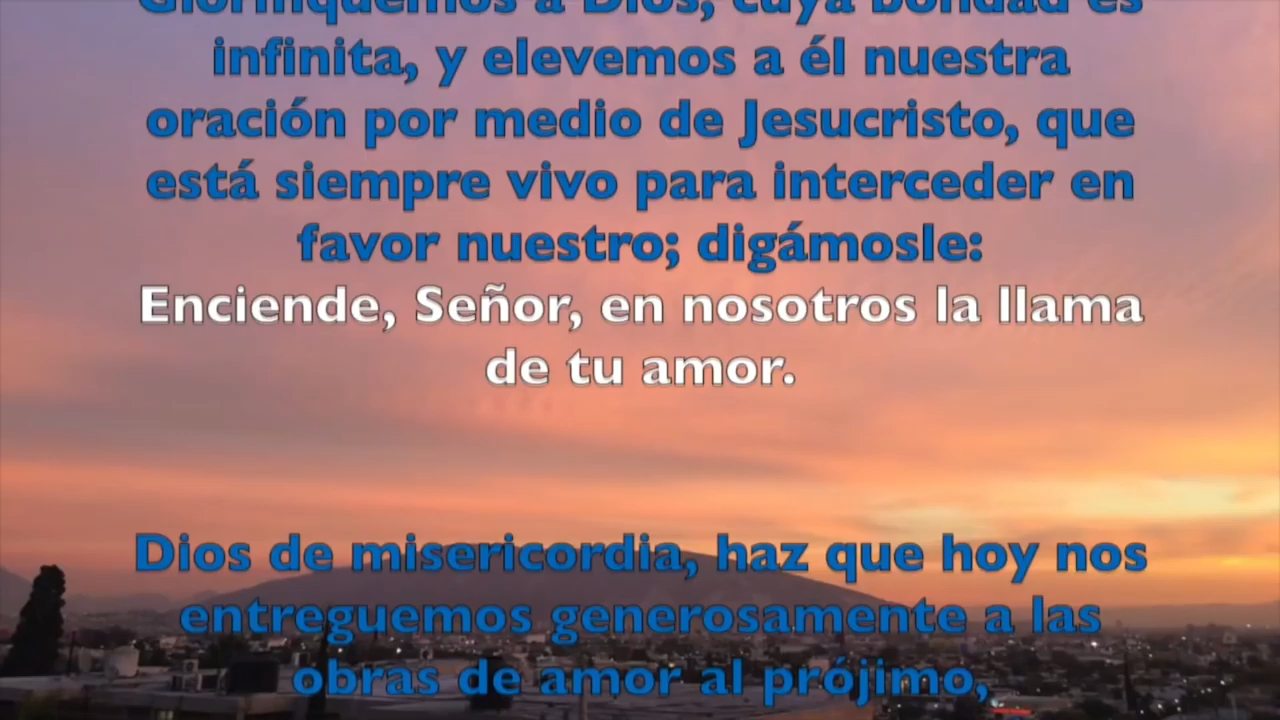 Glorifiquemos a Dios, cuya bondad es
infinita, y elevemos a él nuestra
oración por medio de Jesucristo, que
está siempre vivo para interceder en
favor nuestro; digámosle:
Enciende, Señor, en nosotros la llama
de tu amor.
Dios de misericordia, haz que hoy nos
entreguemos generosamente a las
obras de amor al prójimo,